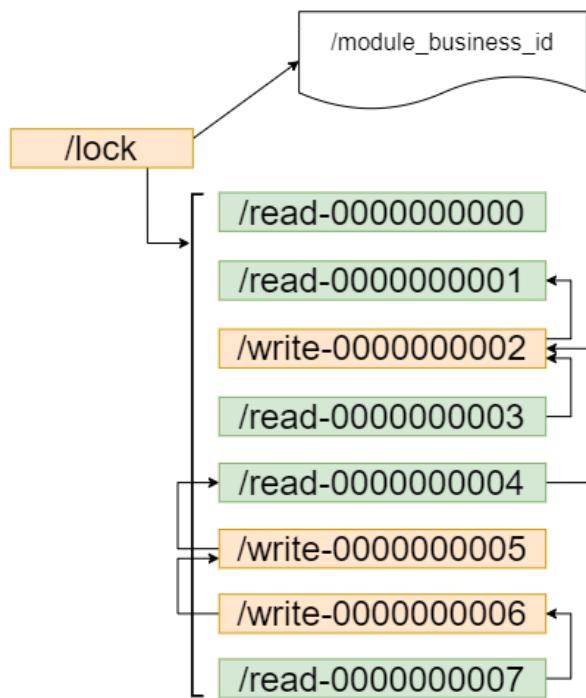 /module_business_id
/lock
/read-0000000000
/read-0000000001
/write-0000000002
/read-0000000003
/read-0000000004
/write-0000000005
/write-0000000006
/read-0000000007